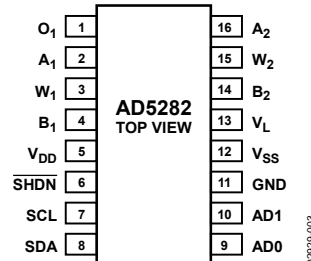 O1 1 16 A2
A1 2 15 W2
W1 3 14 B2
B1 4 AD5282 13 VL
TOP VIEW
VDD 5 12 VSS
SHDN 6 11 GND
SCL 7 10 AD1
SDA 8 9 AD0